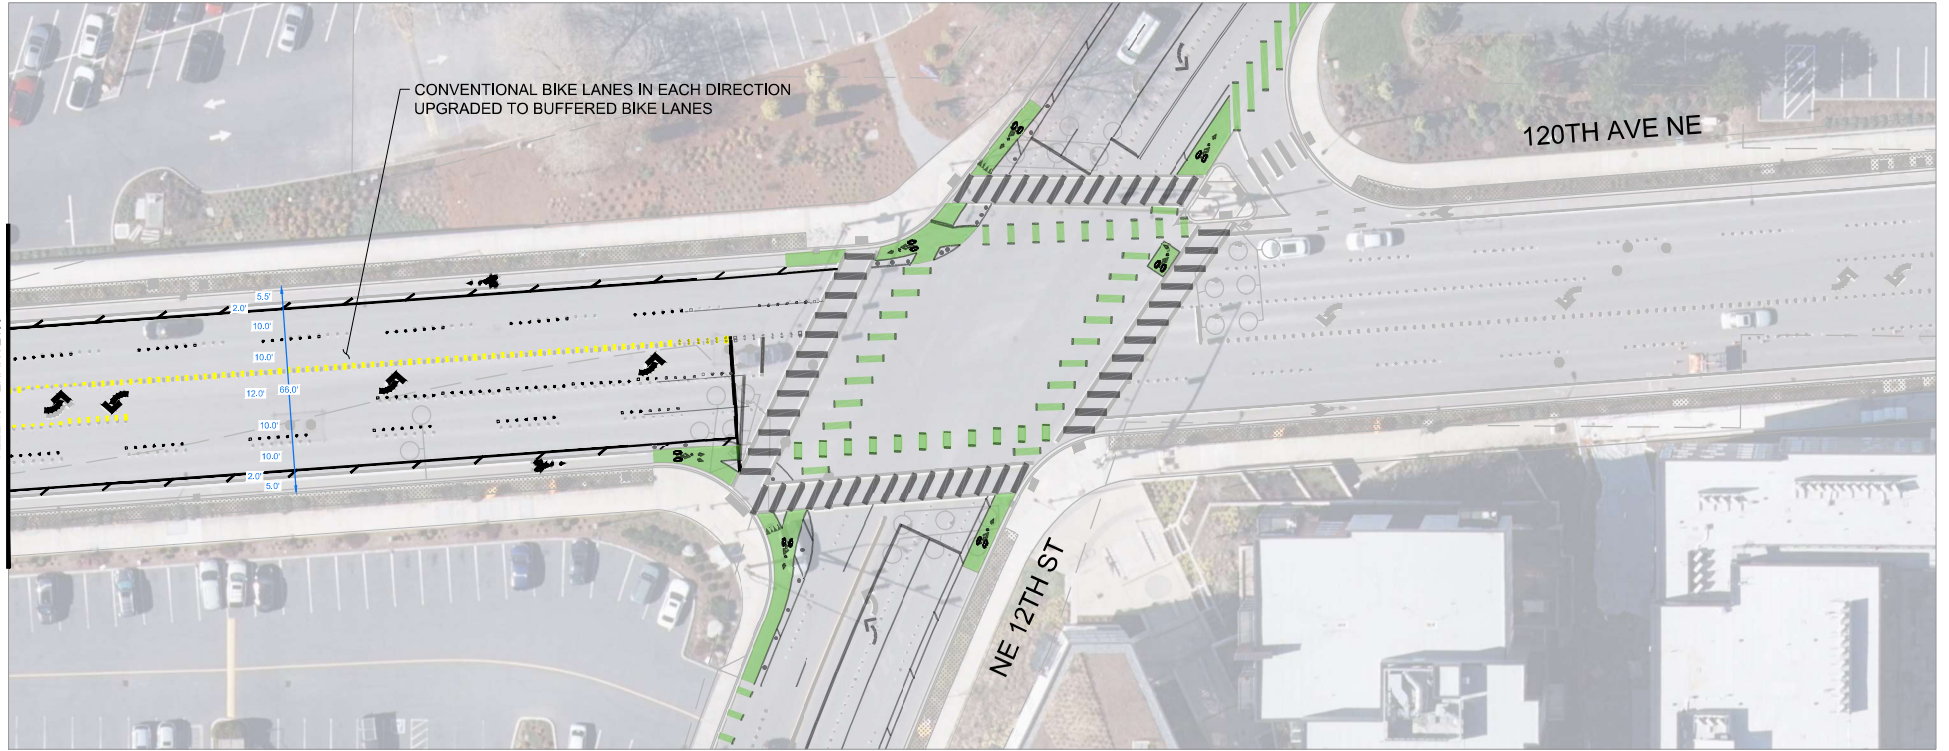 CONVENTIONAL BIKE LANES IN EACH DIRECTION
UPGRADED TO BUFFERED BIKE LANES
120TH AVE NE
5.5'
2.0'
10.0'
10.0'
12.0'
66.0'
10.0'
10.0'
2.0'
5.0'
NE 12TH ST